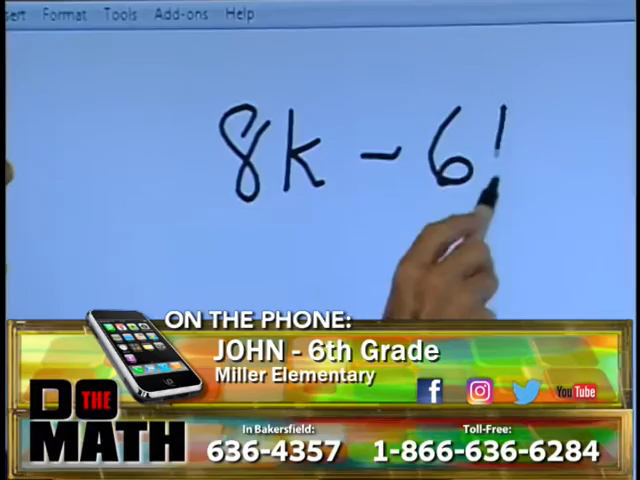 Format Tools Add-ons Help
8k - 6
ON THE PHONE:
JOHN - 6th Grade
Miller Elementary
DO THE MATH
In Bakersfield:
636-4357
Toll-Free:
1-866-636-6284
YouTube